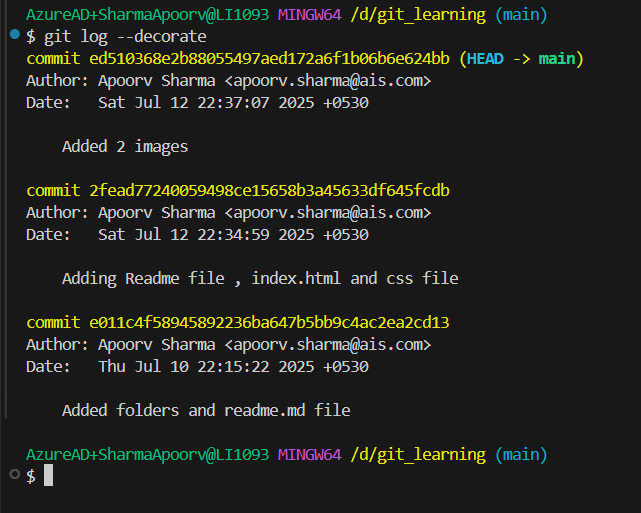 AzureAD+SharmaApoorv@LI1093 MINGW64 /d/git_learning (main)
$ git log --decorate
commit ed510368e2b88055497aed172a6f1b06b6e624bb (HEAD -> main)
Author: Apoorv Sharma <apoorv.sharma@ais.com>
Date:   Sat Jul 12 22:37:07 2025 +0530
    Added 2 images
commit 2fead77240059498ce15658b3a45633df645fcdb
Author: Apoorv Sharma <apoorv.sharma@ais.com>
Date:   Sat Jul 12 22:34:59 2025 +0530
    Adding Readme file , index.html and css file
commit e011c4f58945892236ba647b5bb9c4ac2ea2cd13
Author: Apoorv Sharma <apoorv.sharma@ais.com>
Date:   Thu Jul 10 22:15:22 2025 +0530
    Added folders and readme.md file
AzureAD+SharmaApoorv@LI1093 MINGW64 /d/git_learning (main)
$